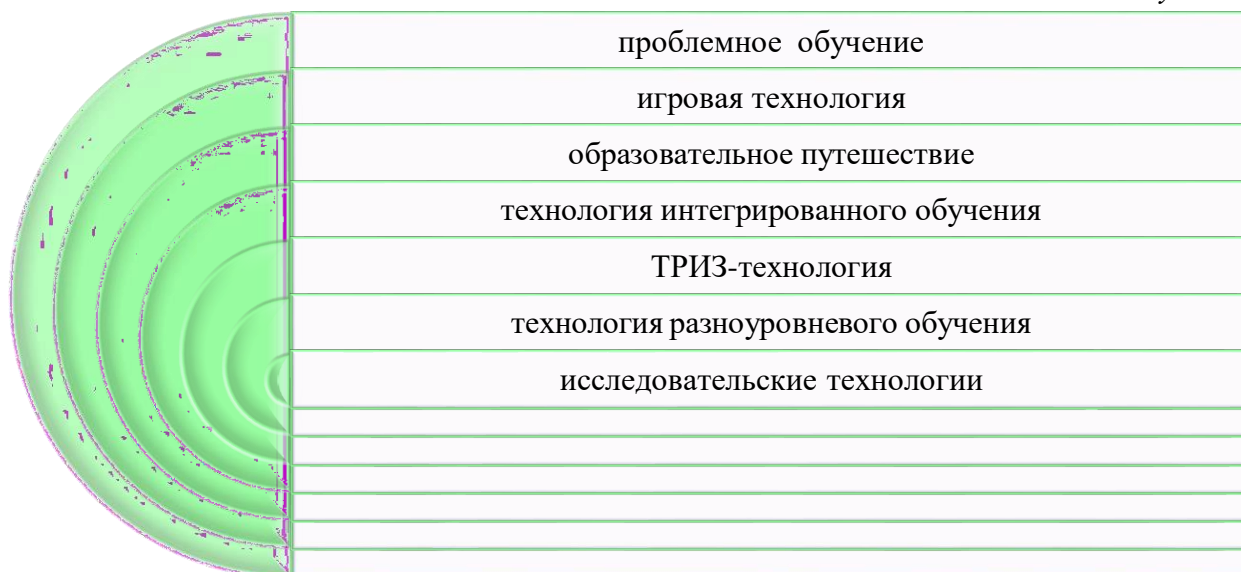 проблемное обучение
игровая технология
образовательное путешествие
технология интегрированного обучения
ТРИЗ-технология
технология разноуровневого обучения
исследовательские технологии